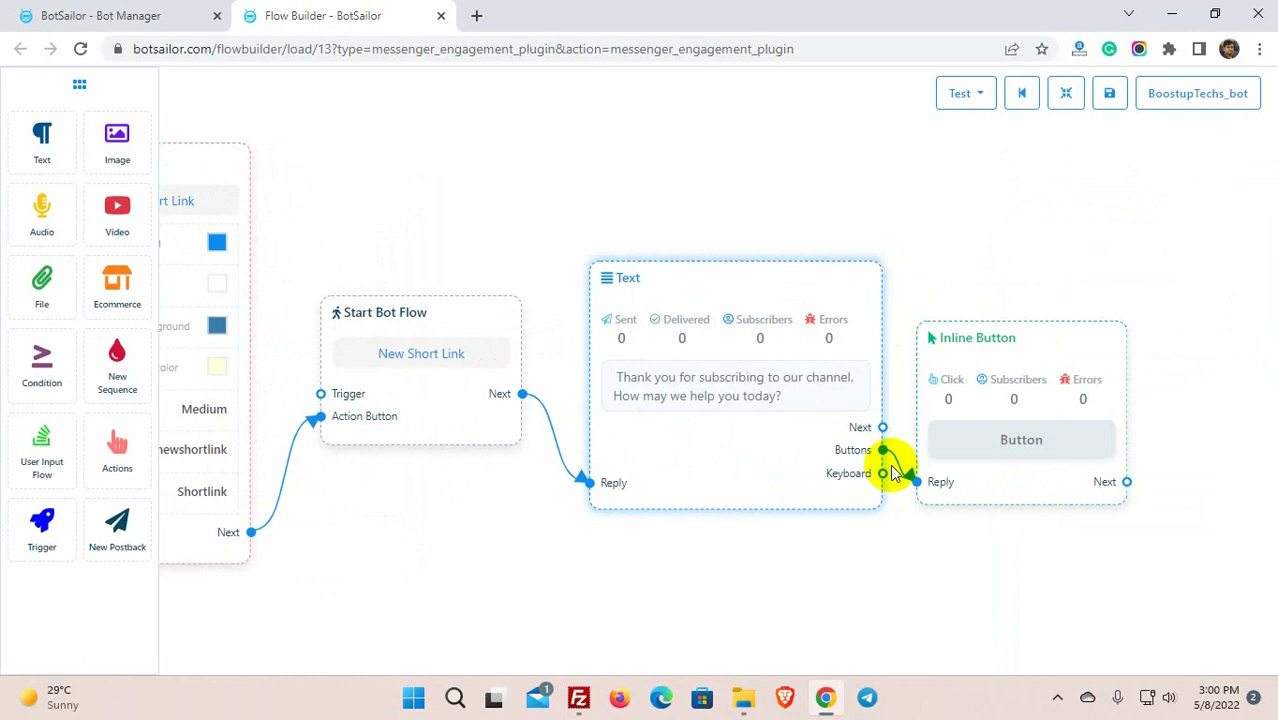 BotSailor - Bot Manager
Flow Builder - BotSailor
botsailor.com/flowbuilder/load/13?type=messenger_engagement_plugin&action=messenger_engagement_plugin
Test
BoostupTechs_bot
Text
Image
Audio
Video
File
Ecommerce
Condition
New
Sequence
User Input
Flow
Actions
Trigger
New Postback
rt Link
ground
color
Medium
newshortlink
Shortlink
Next
Start Bot Flow
New Short Link
Trigger
Next
Action Button
Text
Sent Delivered Subscribers Errors
0 0 0 0
Thank you for subscribing to our channel.
How may we help you today?
Next
Buttons
Keyboard
Reply
Inline Button
Click Subscribers Errors
0 0 0
Button
Reply Next
29°C
Sunny
1
3:00 PM
5/8/2022
2